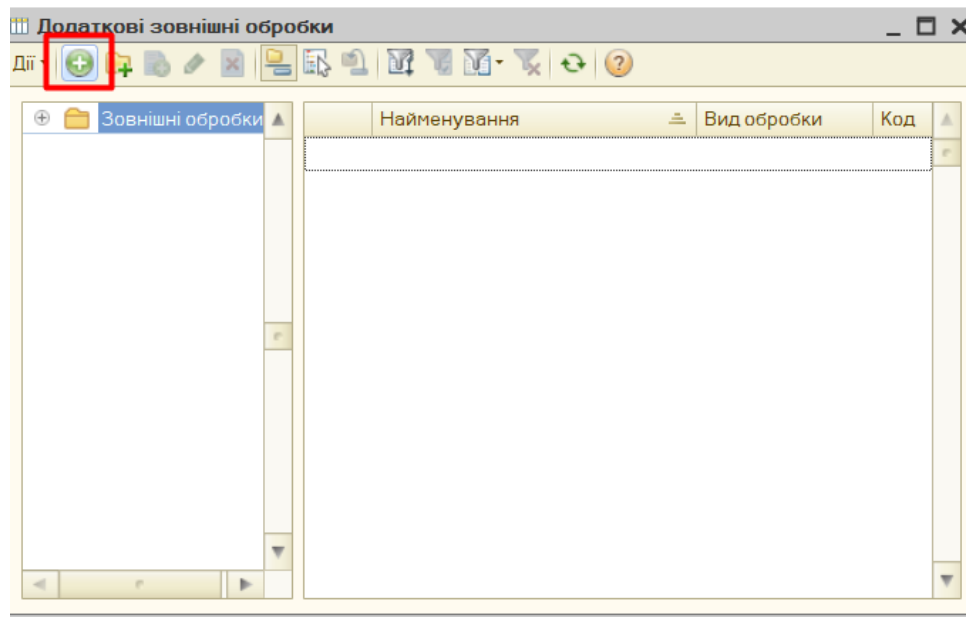 Додаткові зовнішні обробки
Дії
Зовнішні обробки
Найменування Вид обробки Код